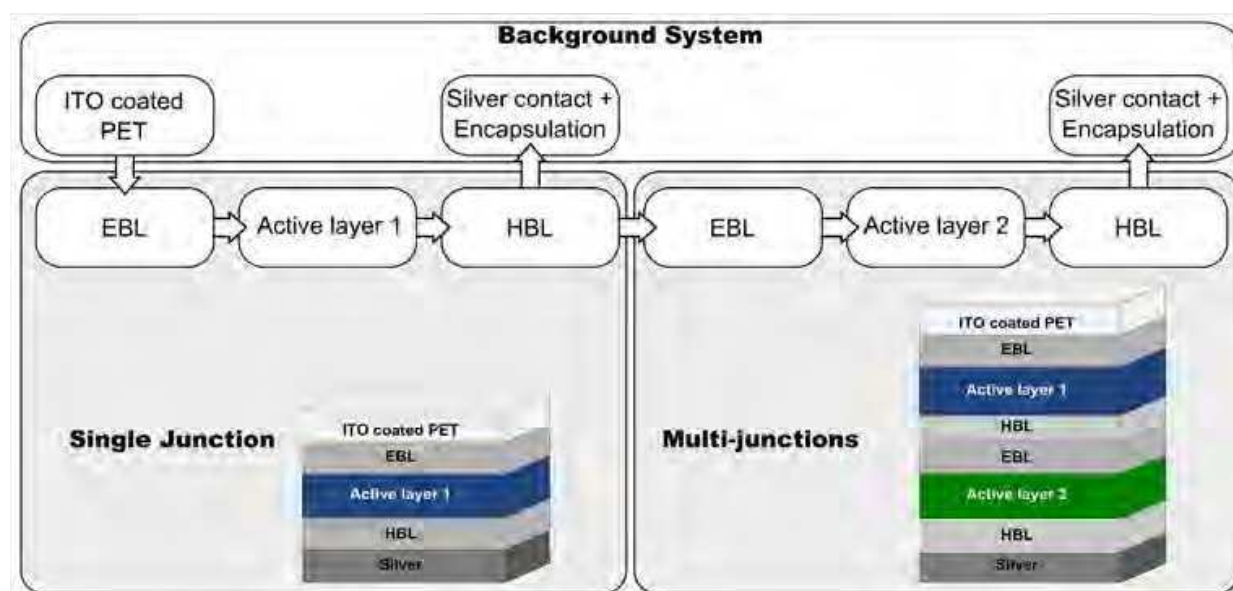 Background System
ITO coated
PET
Silver contact +
Encapsulation
Silver contact +
Encapsulation
EBL
Active layer 1
HBL
EBL
Active layer 2
HBL
Single Junction
ITO coated PET
EBL
Active layer 1
HBL
Silver
Multi-junctions
ITO coated PET
EBL
Active layer 1
HBL
EBL
Active layer 2
HBL
Silver